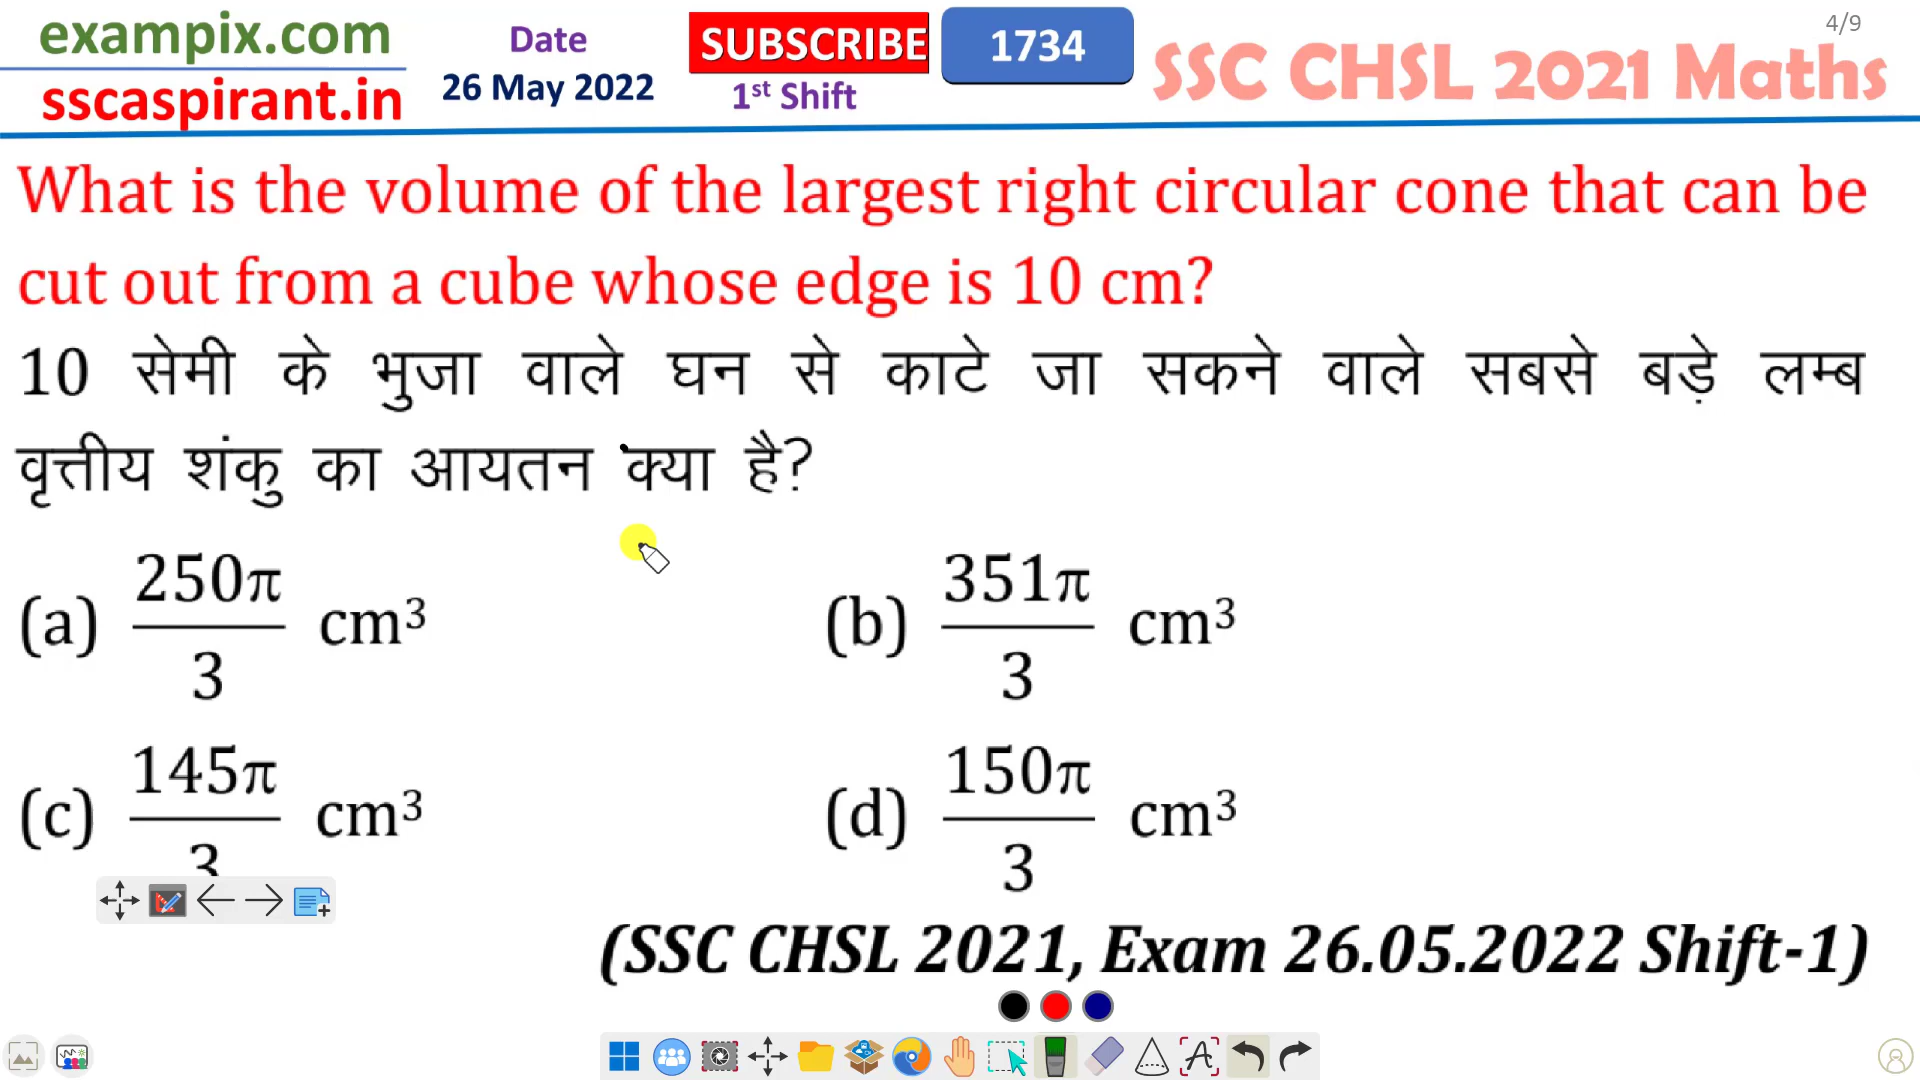 exampix.com
sscaspirant.in
Date
26 May 2022
SUBSCRIBE
1st Shift
1734
SSC CHSL 2021 Maths
4/9
What is the volume of the largest right circular cone that can be
cut out from a cube whose edge is 10 cm?
10 सेमी के भुजा वाले घन से काटे जा सकने वाले सबसे बड़े लम्ब
वृत्तीय शंकु का आयतन क्या है?
(a) 250π/3 cm³
(b) 351π/3 cm³
(c) 145π/3 cm³
(d) 150π/3 cm³
(SSC CHSL 2021, Exam 26.05.2022 Shift-1)